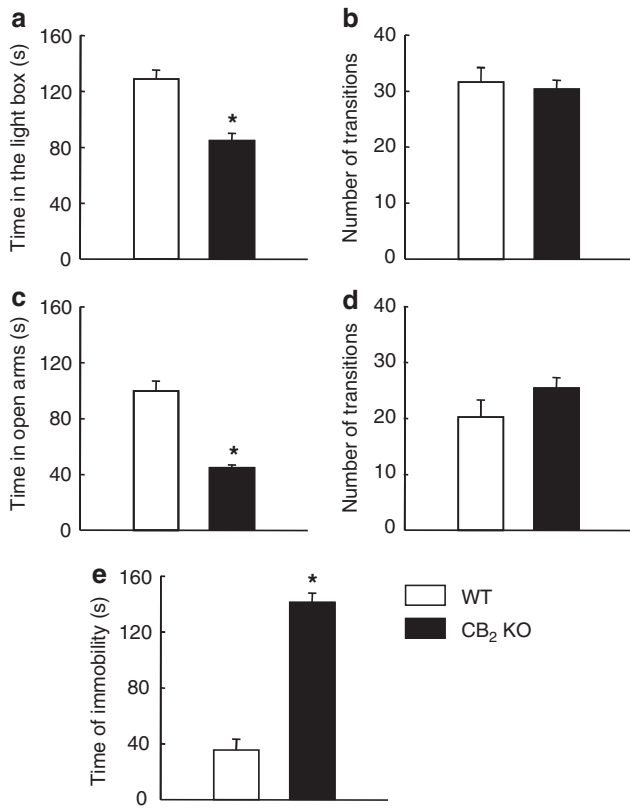 a
Time in the light box (s)
160
120
80
40
0
*
b
Number of transitions
40
30
20
10
0
c
Time in open arms (s)
160
120
80
40
0
*
d
Number of transitions
40
30
20
10
0
e
Time of immobility (s)
160
120
80
40
0
*
WT
CB₂ KO